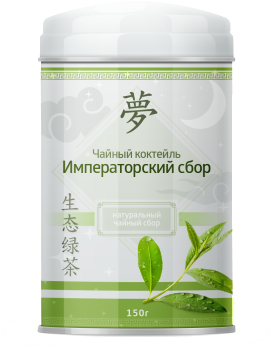 夢
Чайный коктейль
Императорский сбор
натуральный
чайный сбор
生态绿茶
150г